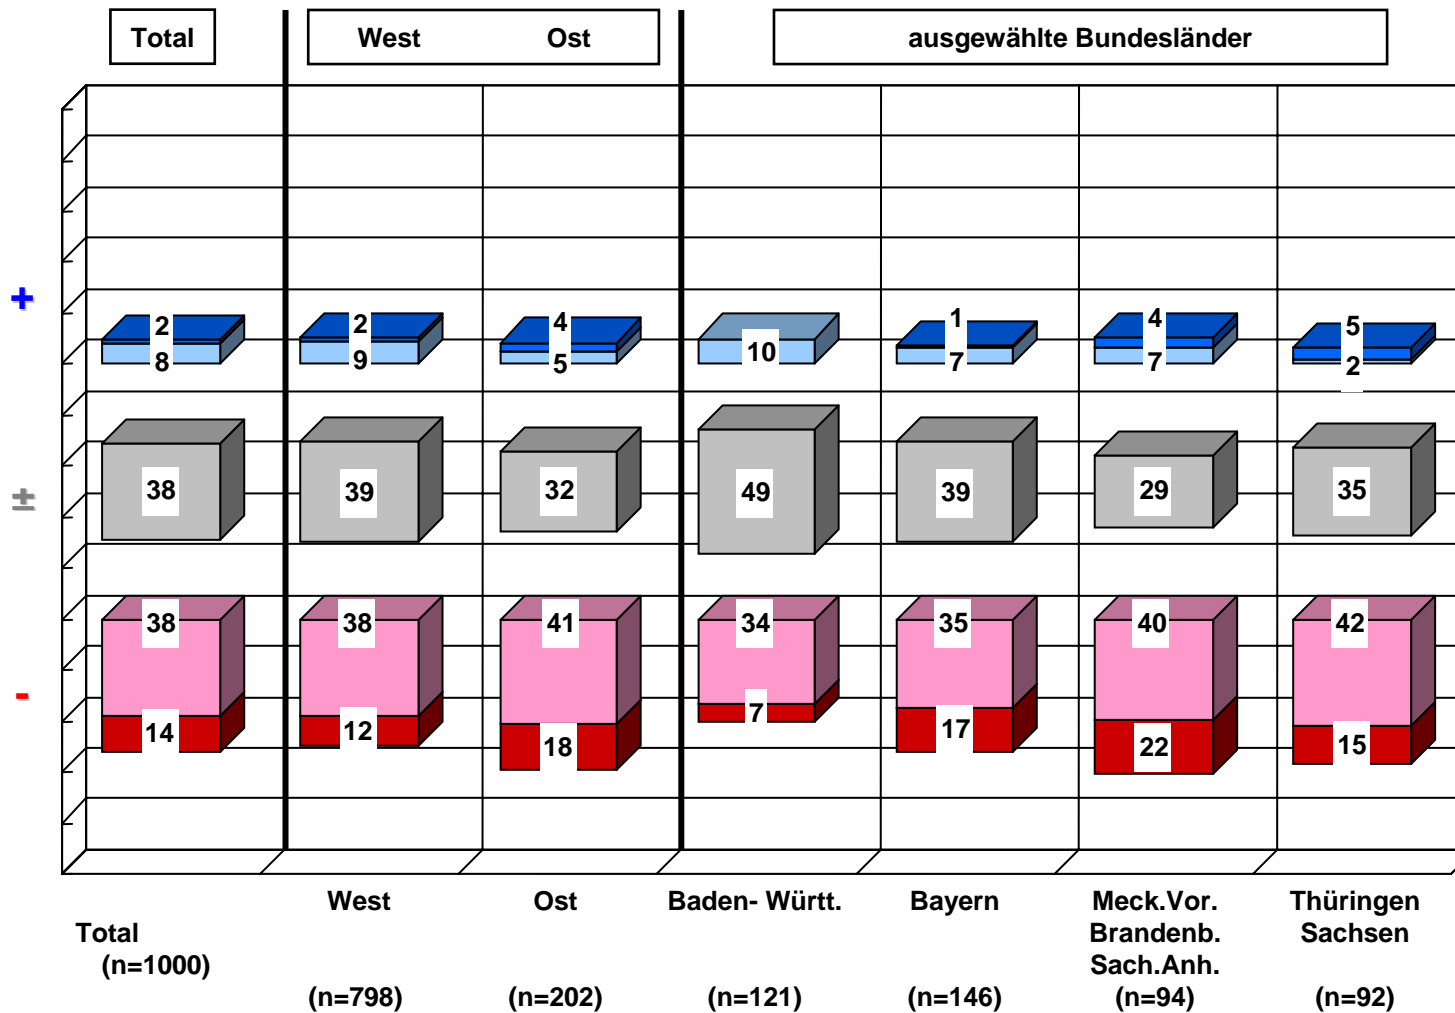 Total West Ost ausgewählte Bundesländer
+
2 2 4 1 4 5
8 9 5 10 7 7 2
±
38 39 32 49 39 29 35
-
38 38 41 34 35 40 42
14 12 18 7 17 22 15
West Ost Baden- Württ. Bayern Meck.Vor. Thüringen
Total Brandenb. Sachsen
(n=1000) Sach.Anh.
(n=798) (n=202) (n=121) (n=146) (n=94) (n=92)